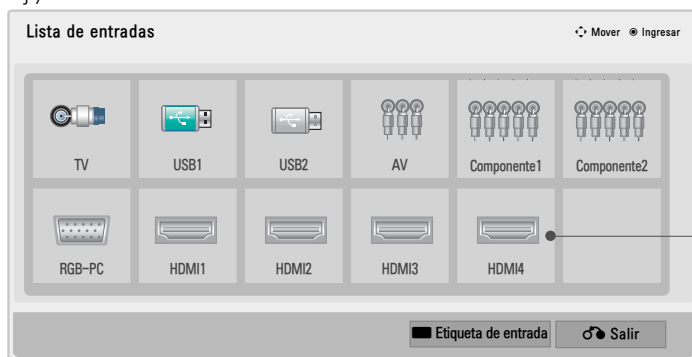 Lista de entradas
Mover Ingresar
TV USB1 USB2 AV Componente1 Componente2
RGB-PC HDMI1 HDMI2 HDMI3 HDMI4
Etiqueta de entrada Salir